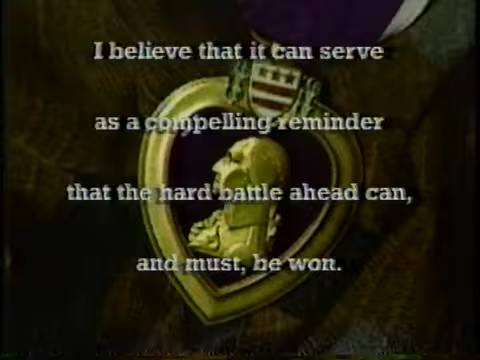 I believe that it can serve
as a compelling reminder
that the hard battle ahead can,
and must, be won.